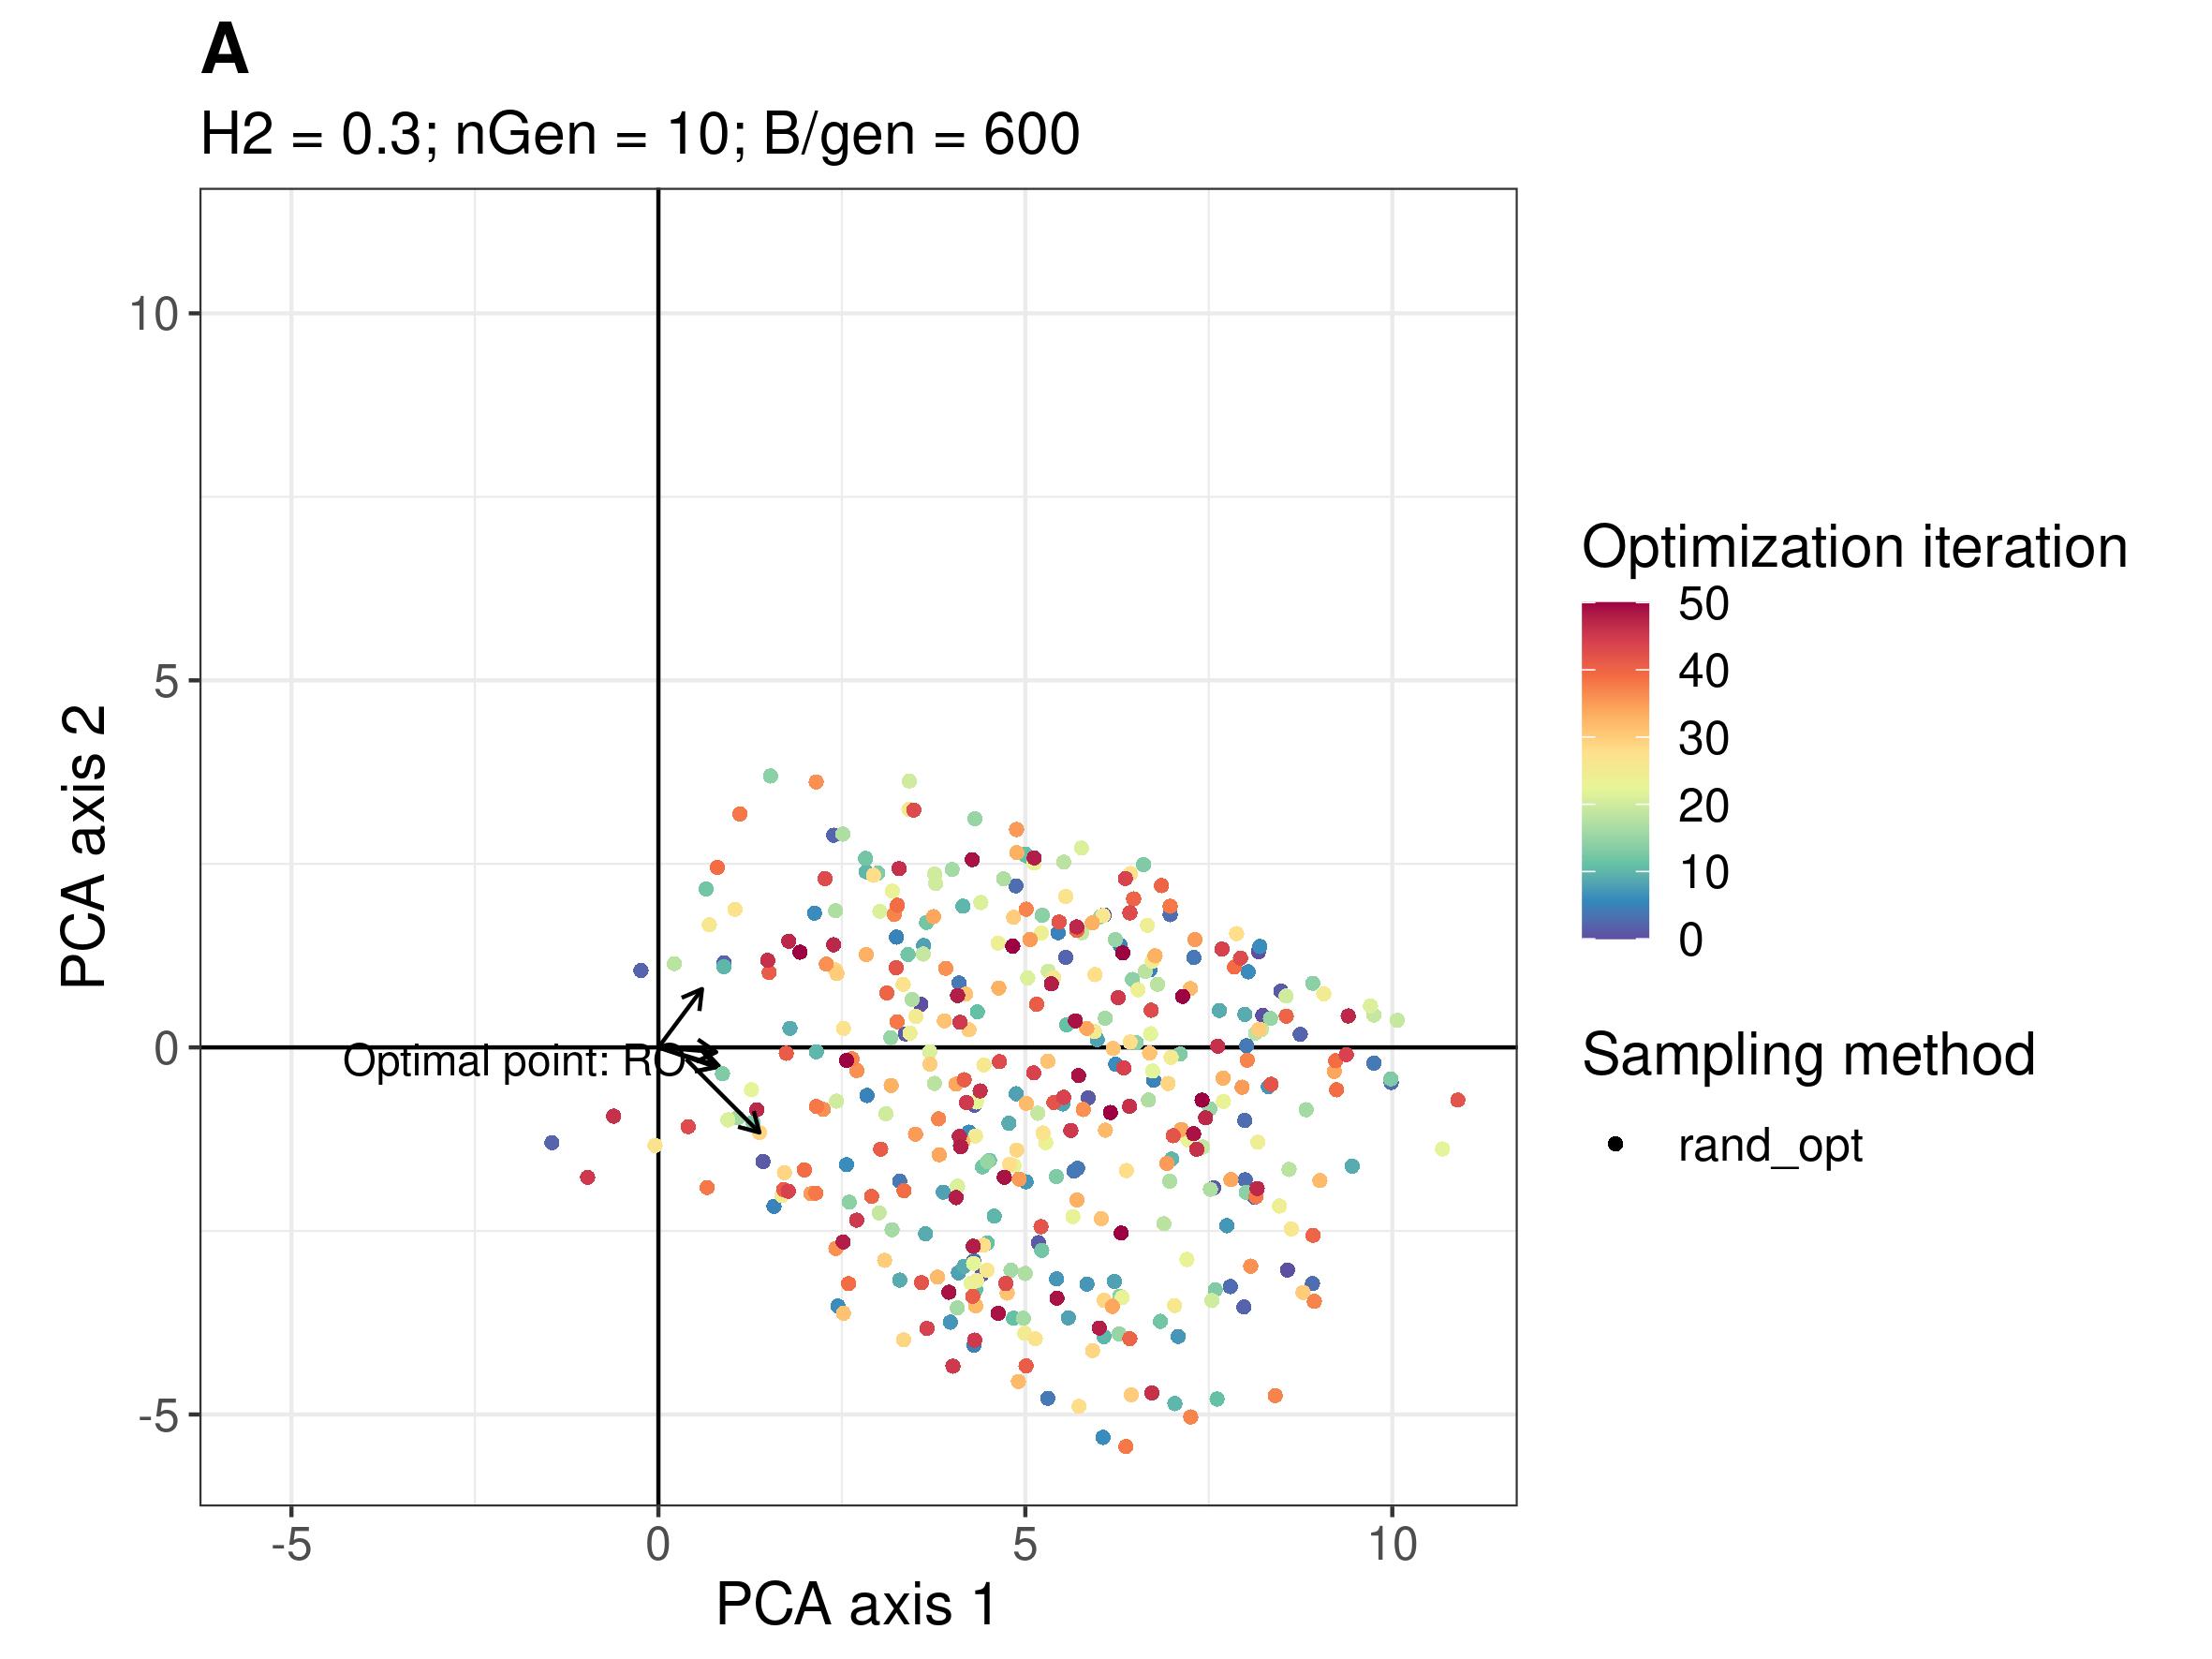 A
H2 = 0.3; nGen = 10; B/gen = 600
PCA axis 2
10
5
0
-5
Optimal point: RO
-5
0
5
10
PCA axis 1
Optimization iteration
50
40
30
20
10
0
Sampling method
rand_opt